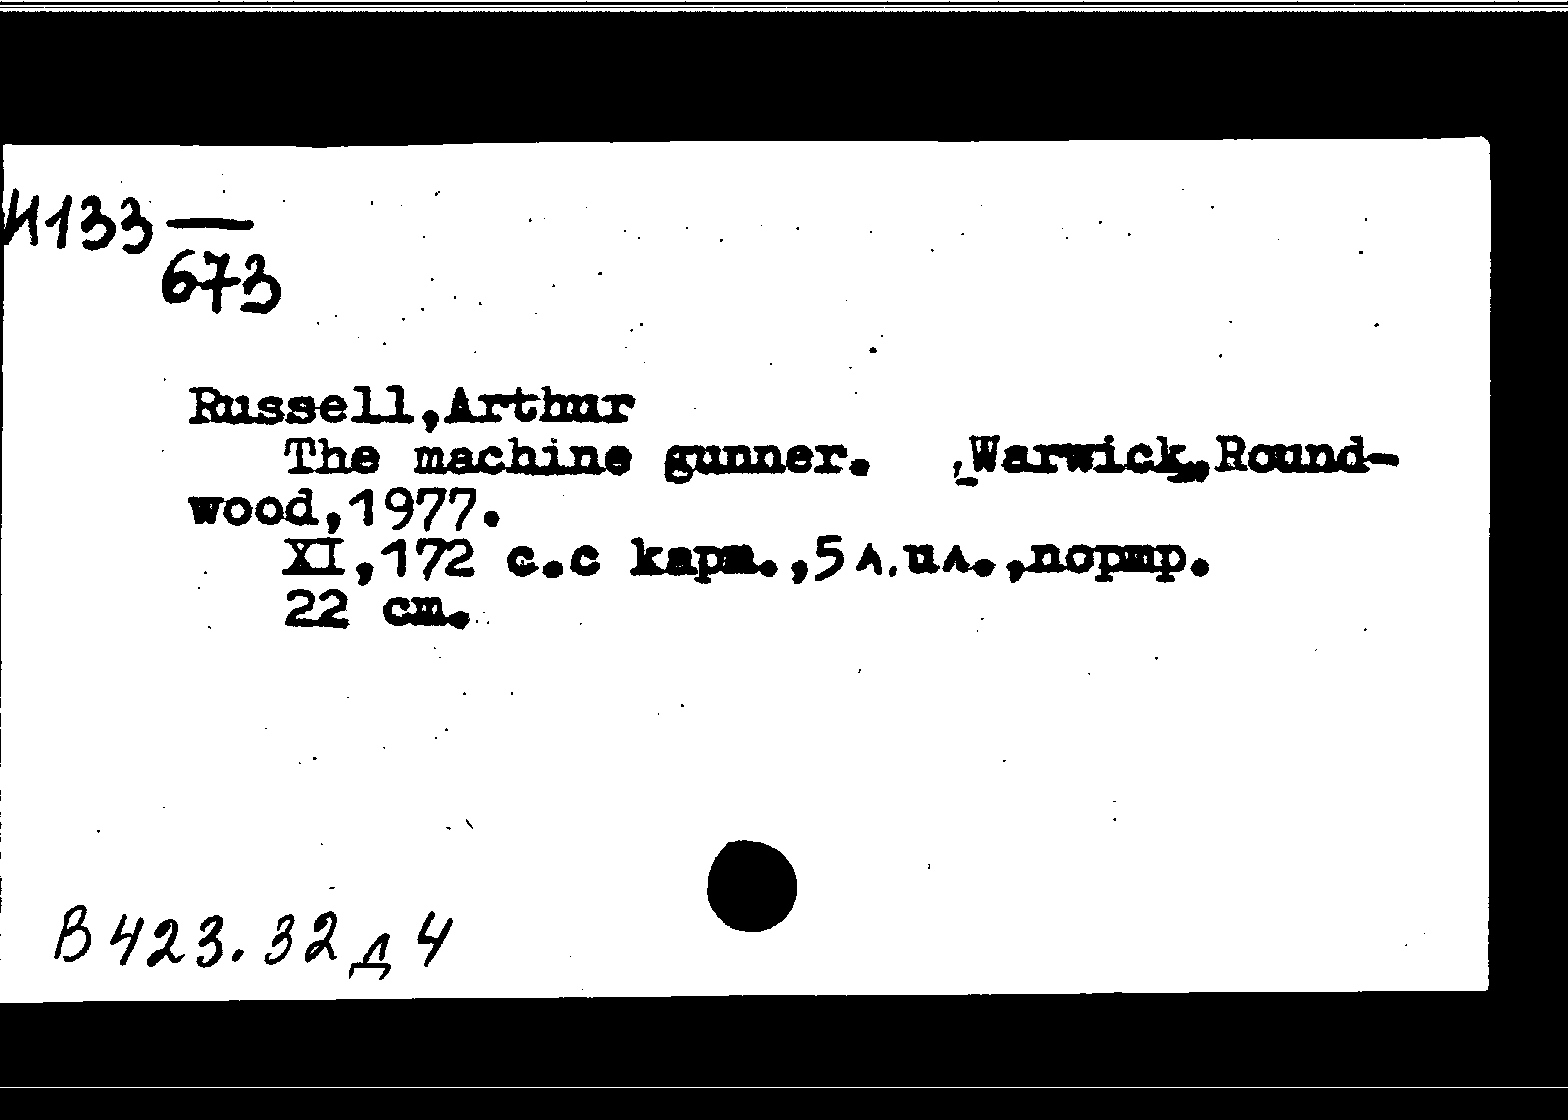 И133 —
673
Russell,Arthur
The machine gunner. Warwick,Round-
wood,1977.
XI,172 с.с карт.,5 л.ил.,портр.
22 cm.
В423.32д4